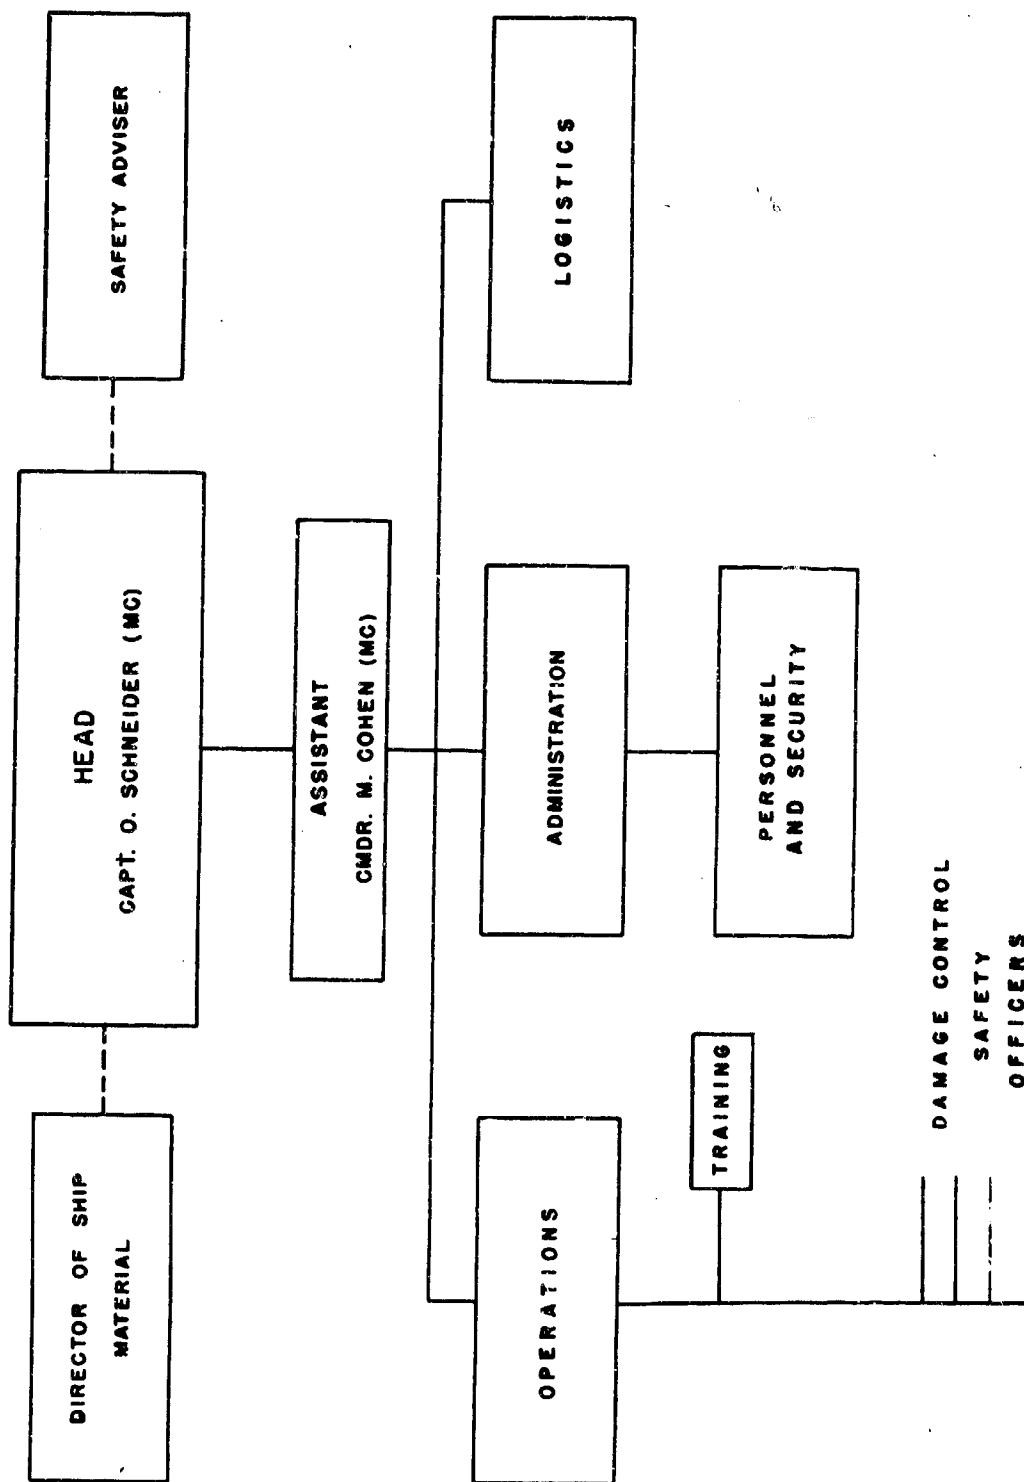 DIRECTOR OF SHIP
MATERIAL
HEAD
CAPT. O. SCHNEIDER (MC)
SAFETY ADVISER
ASSISTANT
CMDR. M. COHEN (MC)
OPERATIONS
ADMINISTRATION
LOGISTICS
TRAINING
PERSONNEL
AND SECURITY
DAMAGE CONTROL
SAFETY
OFFICERS